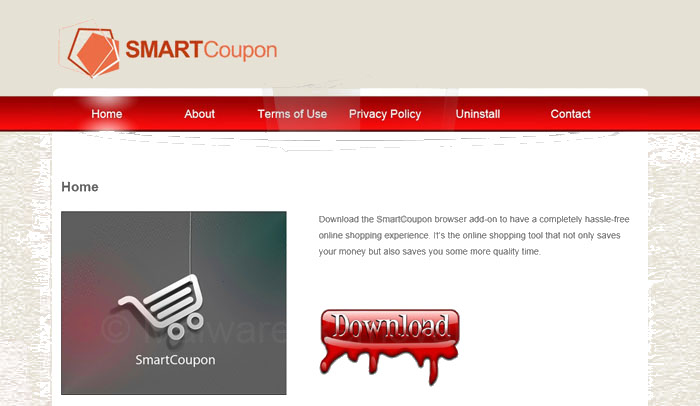 SMARTCoupon
Home About Terms of Use Privacy Policy Uninstall Contact
Home
Download the SmartCoupon browser add-on to have a completely hassle-free
online shopping experience. It's the online shopping tool that not only saves
your money but also saves you some more quality time.
Download
SmartCoupon